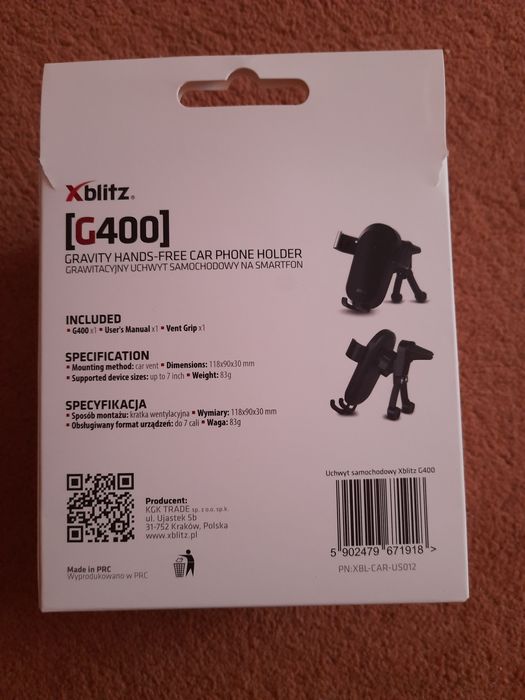 Xblitz®
[G400]
GRAVITY HANDS-FREE CAR PHONE HOLDER
GRAWITACYJNY UCHWYT SAMOCHODOWY NA SMARTFON
INCLUDED
▪ G400 x1 ▪ User's Manual x1 ▪ Vent Grip x1
SPECIFICATION
▪ Mounting method: car vent ▪ Dimensions: 118x90x30 mm
▪ Supported device sizes: up to 7 inch ▪ Weight: 83g
SPECYFIKACJA
▪ Sposób montażu: kratka wentylacyjna ▪ Wymiary: 118x90x30 mm
▪ Obsługiwany format urządzeń: do 7 cali ▪ Waga: 83g
Producent:
KGK TRADE sp. z o.o. sp.k.
ul. Ujastek 5b
31-752 Kraków, Polska
www.xblitz.pl
Made in PRC
Wyprodukowano w PRC
Uchwyt samochodowy Xblitz G400
5 902479 671918 >
PN:XBL-CAR-US012